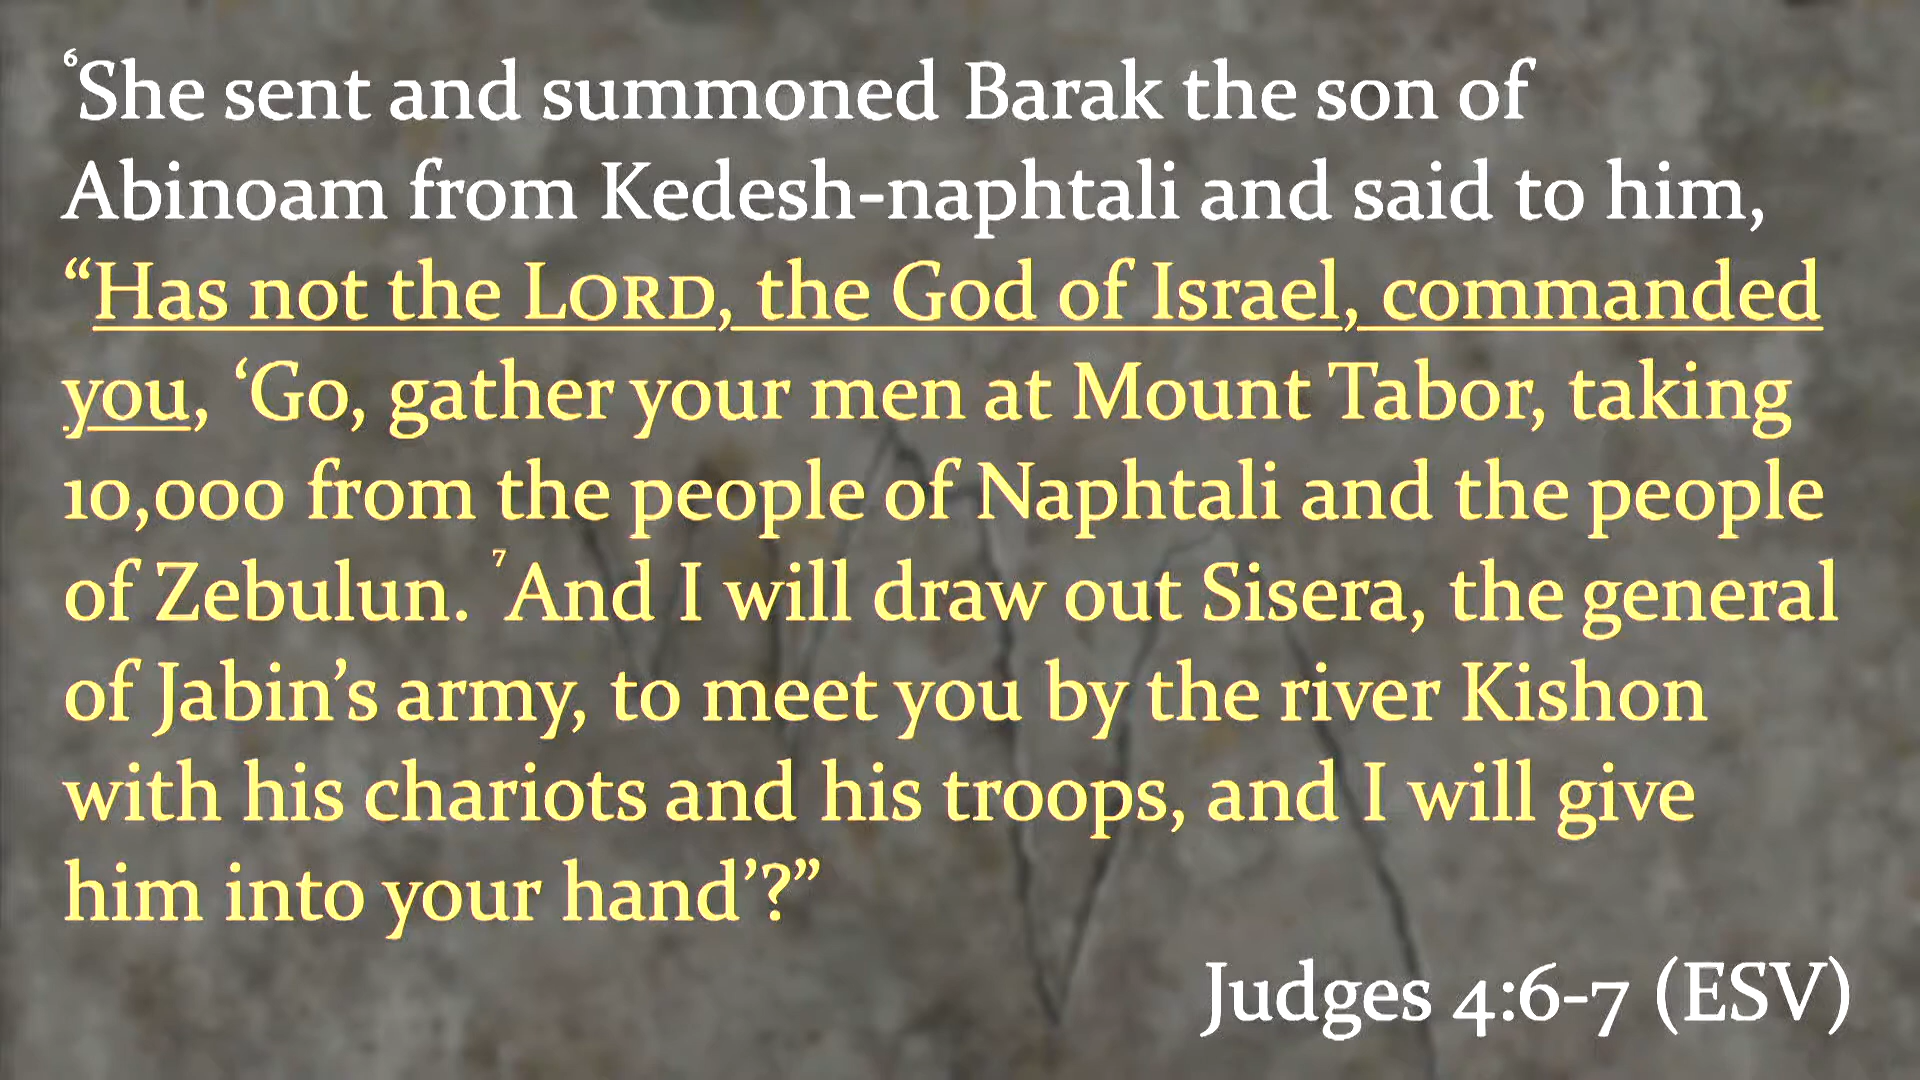 ⁶She sent and summoned Barak the son of
Abinoam from Kedesh-naphtali and said to him,
“Has not the LORD, the God of Israel, commanded
you, ‘Go, gather your men at Mount Tabor, taking
10,000 from the people of Naphtali and the people
of Zebulun. ⁷And I will draw out Sisera, the general
of Jabin’s army, to meet you by the river Kishon
with his chariots and his troops, and I will give
him into your hand’?”
Judges 4:6-7 (ESV)